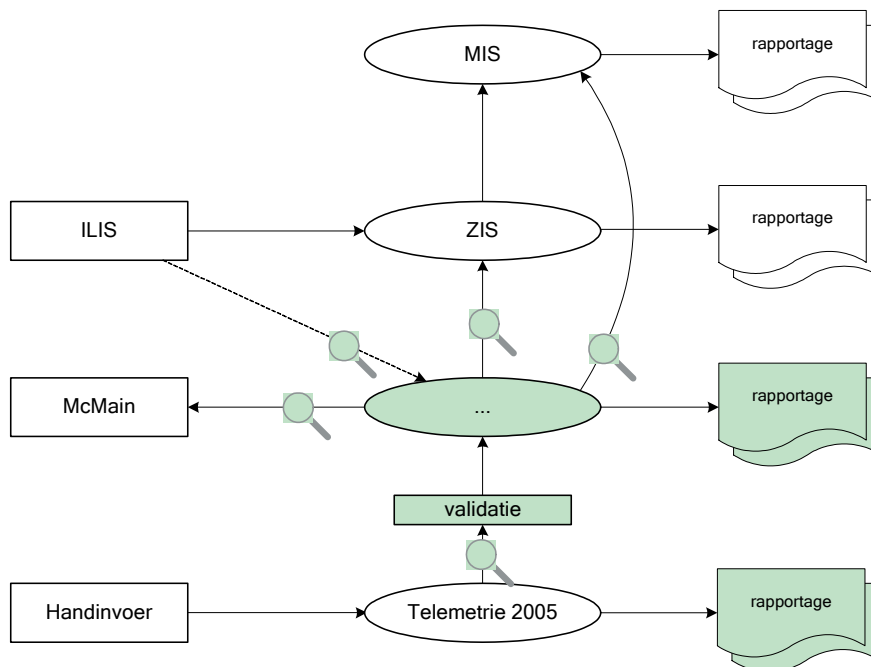 MIS
rapportage
ILIS
ZIS
rapportage
McMain
...
rapportage
validatie
Handinvoer
Telemetrie 2005
rapportage